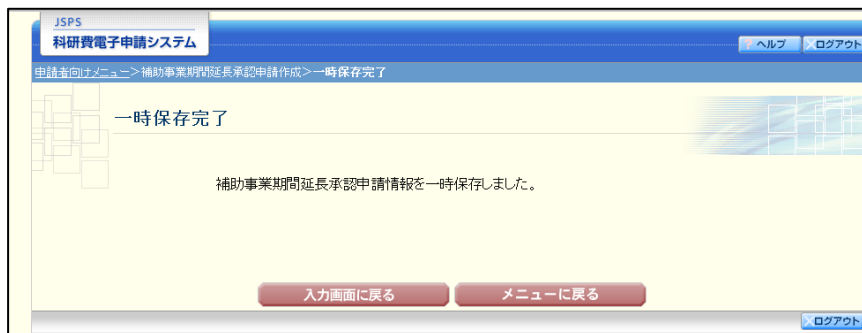 JSPS
科研費電子申請システム
? ヘルプ
ログアウト
申請者向けメニュー>補助事業期間延長承認申請作成>一時保存完了
一時保存完了
補助事業期間延長承認申請情報を一時保存しました。
入力画面に戻る
メニューに戻る
ログアウト